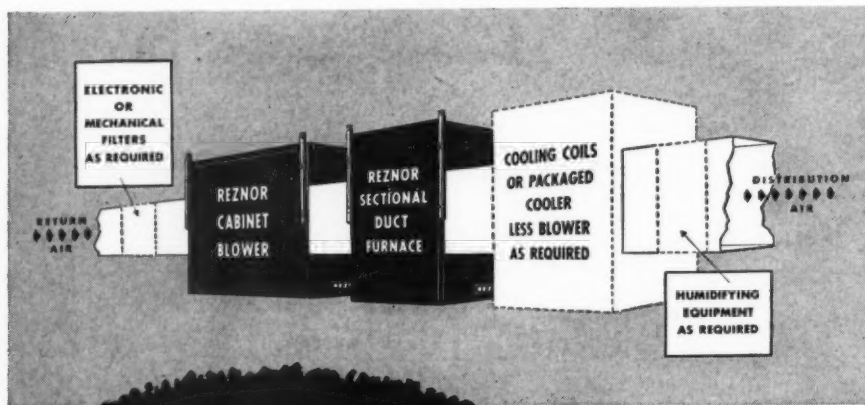 ELECTRONIC
OR
MECHANICAL
FILTERS
AS REQUIRED
RETURN
AIR
REZNOR
CABINET
BLOWER
REZNOR
SECTIONAL
DUCT
FURNACE
COOLING COILS
OR PACKAGED
COOLER
LESS BLOWER
AS REQUIRED
DISTRIBUTION
AIR
HUMIDIFYING
EQUIPMENT
AS REQUIRED